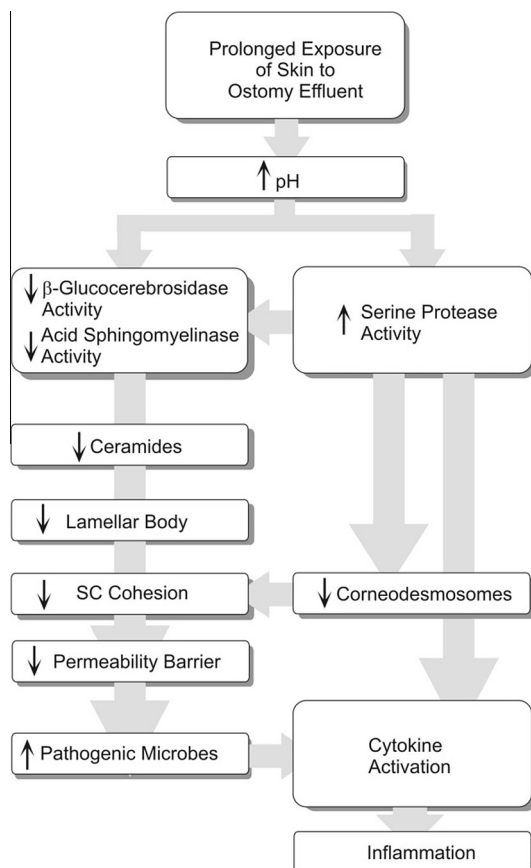 Prolonged Exposure
of Skin to
Ostomy Effluent
↑ pH
↓ β-Glucocerebrosidase
Activity
↓ Acid Sphingomyelinase
Activity
↑ Serine Protease
Activity
↓ Ceramides
↓ Lamellar Body
↓ SC Cohesion
↓ Corneodesmosomes
↓ Permeability Barrier
↑ Pathogenic Microbes
Cytokine
Activation
Inflammation